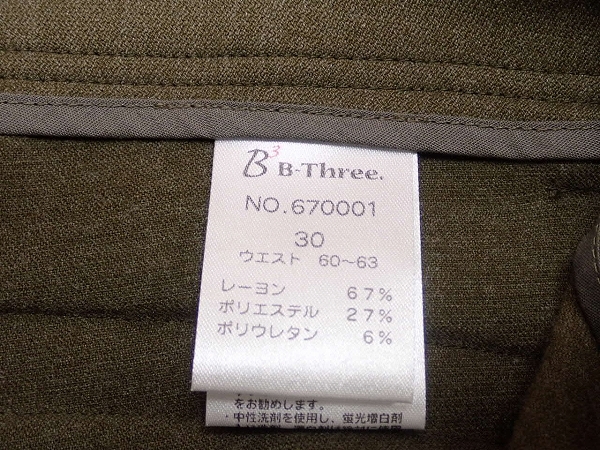 B³ B-Three.
NO.670001
30
ウエスト 60〜63
レーヨン 67%
ポリエステル 27%
ポリウレタン 6%
をお勧めします。
・中性洗剤を使用し、蛍光増白剤